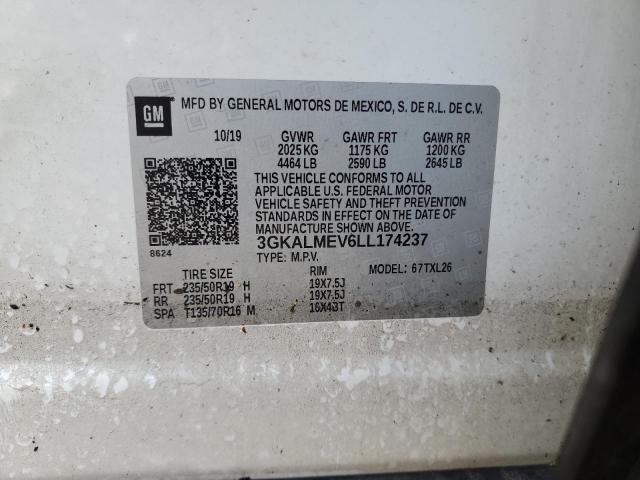 GM
MFD BY GENERAL MOTORS DE MEXICO, S. DE R.L. DE C.V.
10/19 GVWR GAWR FRT GAWR RR
2025 KG 1175 KG 1200 KG
4464 LB 2590 LB 2645 LB
THIS VEHICLE CONFORMS TO ALL
APPLICABLE U.S. FEDERAL MOTOR
VEHICLE SAFETY AND THEFT PREVENTION
STANDARDS IN EFFECT ON THE DATE OF
MANUFACTURE SHOWN ABOVE.
3GKALMEV6LL174237
8624 TYPE: M.P.V. MODEL: 67TXL26
TIRE SIZE RIM
FRT 235/50R19 H 19X7.5J
RR 235/50R19 H 19X7.5J
SPA T135/70R16 M 16X4BT